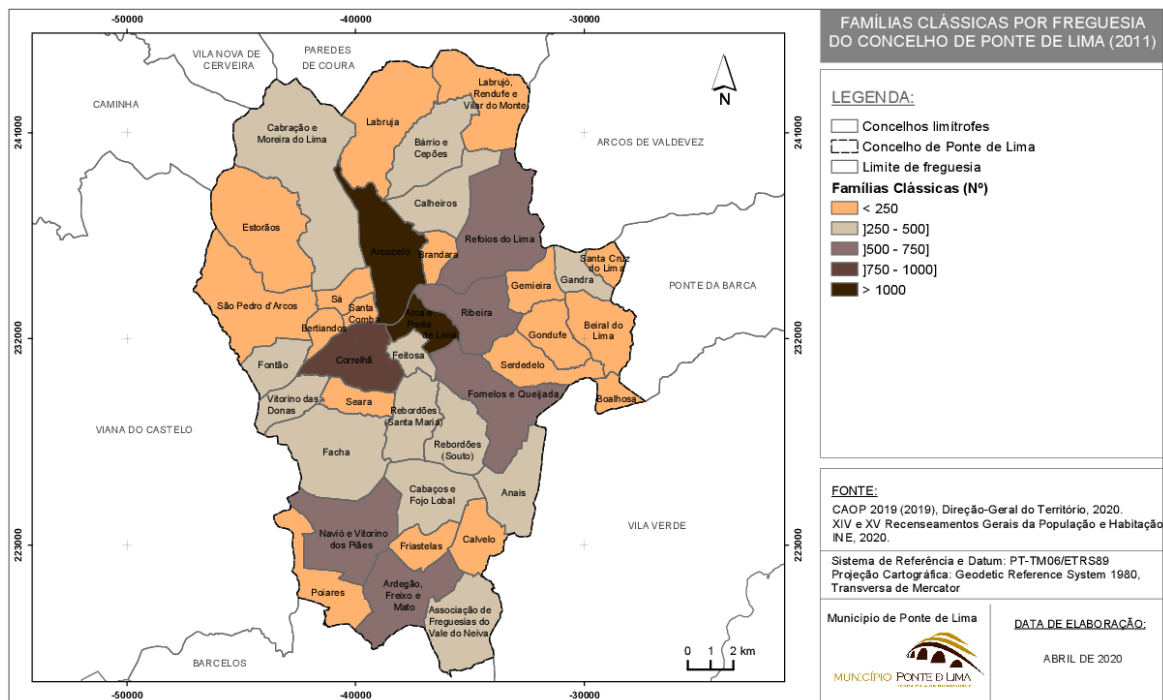 -50000
-40000
-30000
VILA NOVA DE
CERVEIRA
PAREDES
DE COURA
CAMINHA
ARCOS DE VALDEVEZ
PONTE DA BARCA
VIANA DO CASTELO
VILA VERDE
BARCELOS
241000
232000
223000
241000
232000
223000
N
Labrujó,
Rendufe e
Vilar do Monte
Labruja
Cabração e
Moreira do Lima
Bárrio e
Cepões
Calheiros
Estorãos
Refoios do Lima
Arcozelo
Brandara
Santa Cruz
do Lima
Gandra
Gemieira
São Pedro d'Arcos
Sá
Santa
Comba
Bertiandos
Arca e
Ponte
de Lima
Ribeira
Gondufe
Beiral do
Lima
Correlhã
Feitosa
Fontão
Serdedelo
Fornelos e Queijada
Boalhosa
Vitorino das
Donas
Seara
Rebordões
(Santa Maria)
Rebordões
(Souto)
Facha
Cabaços e
Fojo Lobal
Anais
Navió e Vitorino
dos Piães
Friastelas
Calvelo
Poiares
Ardegão,
Freixo e
Mato
Associação de
Freguesias do
Vale do Neiva
0 1 2 km
-50000
-40000
-30000
FAMÍLIAS CLÁSSICAS POR FREGUESIA
DO CONCELHO DE PONTE DE LIMA (2011)
LEGENDA:
Concelhos limítrofes
Concelho de Ponte de Lima
Limite de freguesia
Famílias Clássicas (Nº)
< 250
]250 - 500]
]500 - 750]
]750 - 1000]
> 1000
FONTE:
CAOP 2019 (2019), Direção-Geral do Território, 2020.
XIV e XV Recenseamentos Gerais da População e Habitação
INE, 2020.
Sistema de Referência e Datum: PT-TM06/ETRS89
Projeção Cartográfica: Geodetic Reference System 1980,
Transversa de Mercator
Município de Ponte de Lima
MUNICÍPIO PONTE DE LIMA
DATA DE ELABORAÇÃO:
ABRIL DE 2020